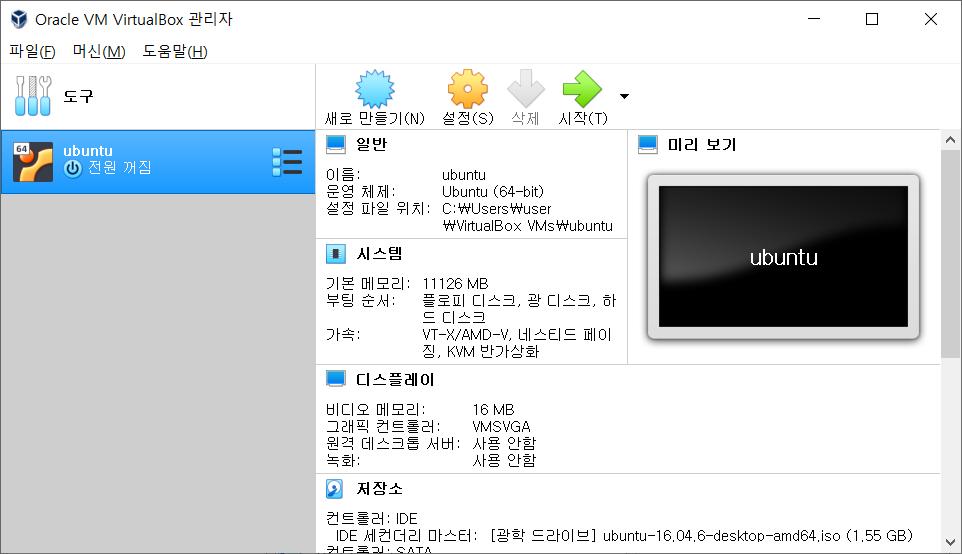 Oracle VM VirtualBox 관리자
파일(F) 머신(M) 도움말(H)
도구
새로 만들기(N) 설정(S) 삭제 시작(T)
64
ubuntu
전원 꺼짐
일반
이름: ubuntu
운영 체제: Ubuntu (64-bit)
설정 파일 위치: C:₩Users₩user
₩VirtualBox VMs₩ubuntu
미리 보기
ubuntu
시스템
기본 메모리: 11126 MB
부팅 순서: 플로피 디스크, 광 디스크, 하
드 디스크
가속: VT-X/AMD-V, 네스티드 페이
징, KVM 반가상화
디스플레이
비디오 메모리: 16 MB
그래픽 컨트롤러: VMSVGA
원격 데스크톱 서버: 사용 안함
녹화: 사용 안함
저장소
컨트롤러: IDE
IDE 세컨더리 마스터: [광학 드라이브] ubuntu-16.04.6-desktop-amd64.iso (1.55 GB)
컨트롤러: SATA